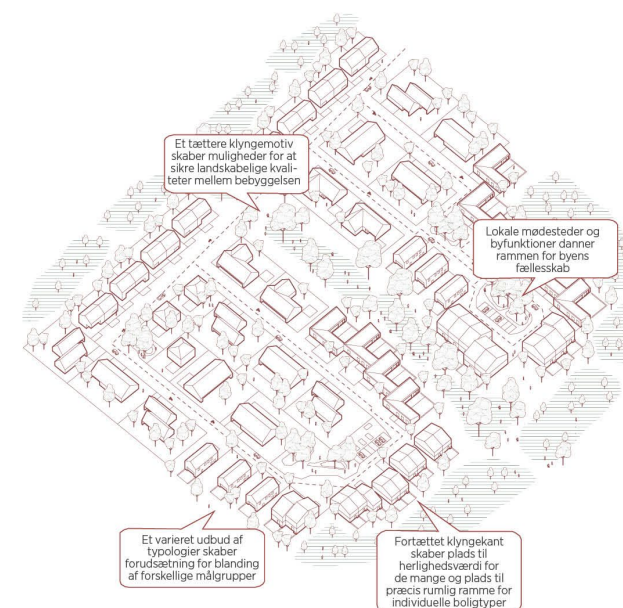 Et tættere klyngemotiv
skaber muligheder for at
sikre landskabelige kvali-
teter mellem bebyggelsen
Lokale mødesteder og
byfunktioner danner
rammen for byens
fællesskab
Et varieret udbud af
typologier skaber
forudsætning for blanding
af forskellige målgrupper
Fortættet klyngekant
skaber plads til
herlighedsværdi for
de mange og plads til
præcis rumlig ramme for
individuelle boligtyper